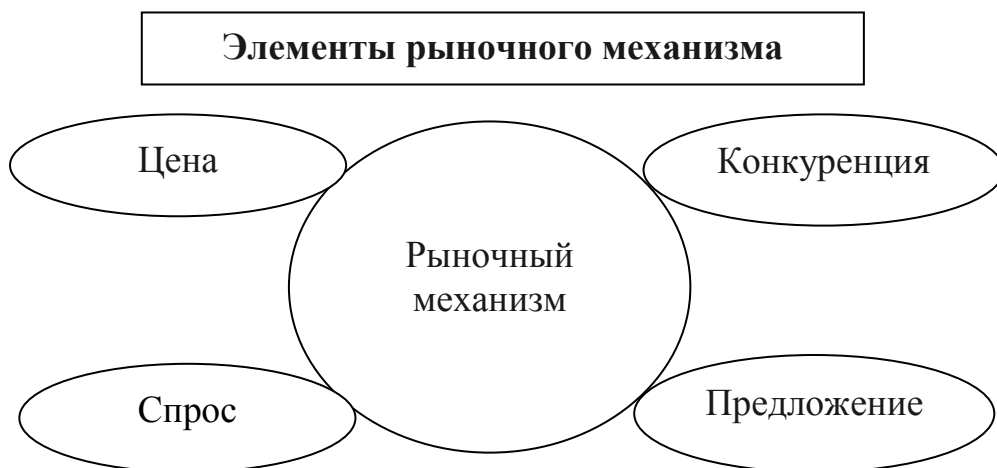 Элементы рыночного механизма
Цена
Конкуренция
Рыночный
механизм
Спрос
Предложение